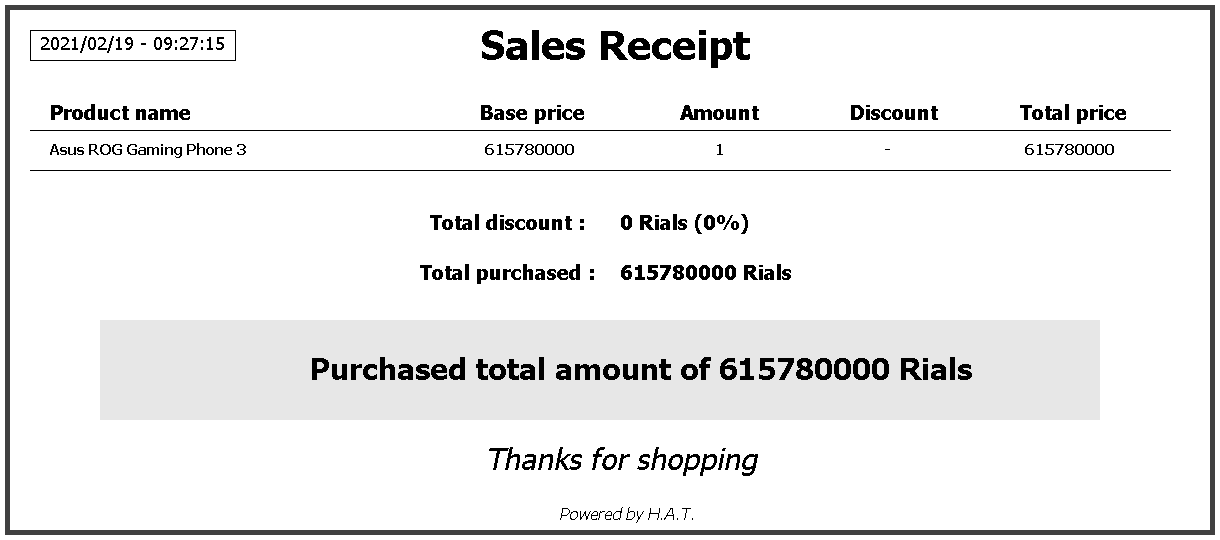 2021/02/19 - 09:27:15
Sales Receipt
Product name Base price Amount Discount Total price
Asus ROG Gaming Phone 3 615780000 1 - 615780000
Total discount : 0 Rials (0%)
Total purchased : 615780000 Rials
Purchased total amount of 615780000 Rials
Thanks for shopping
Powered by H.A.T.